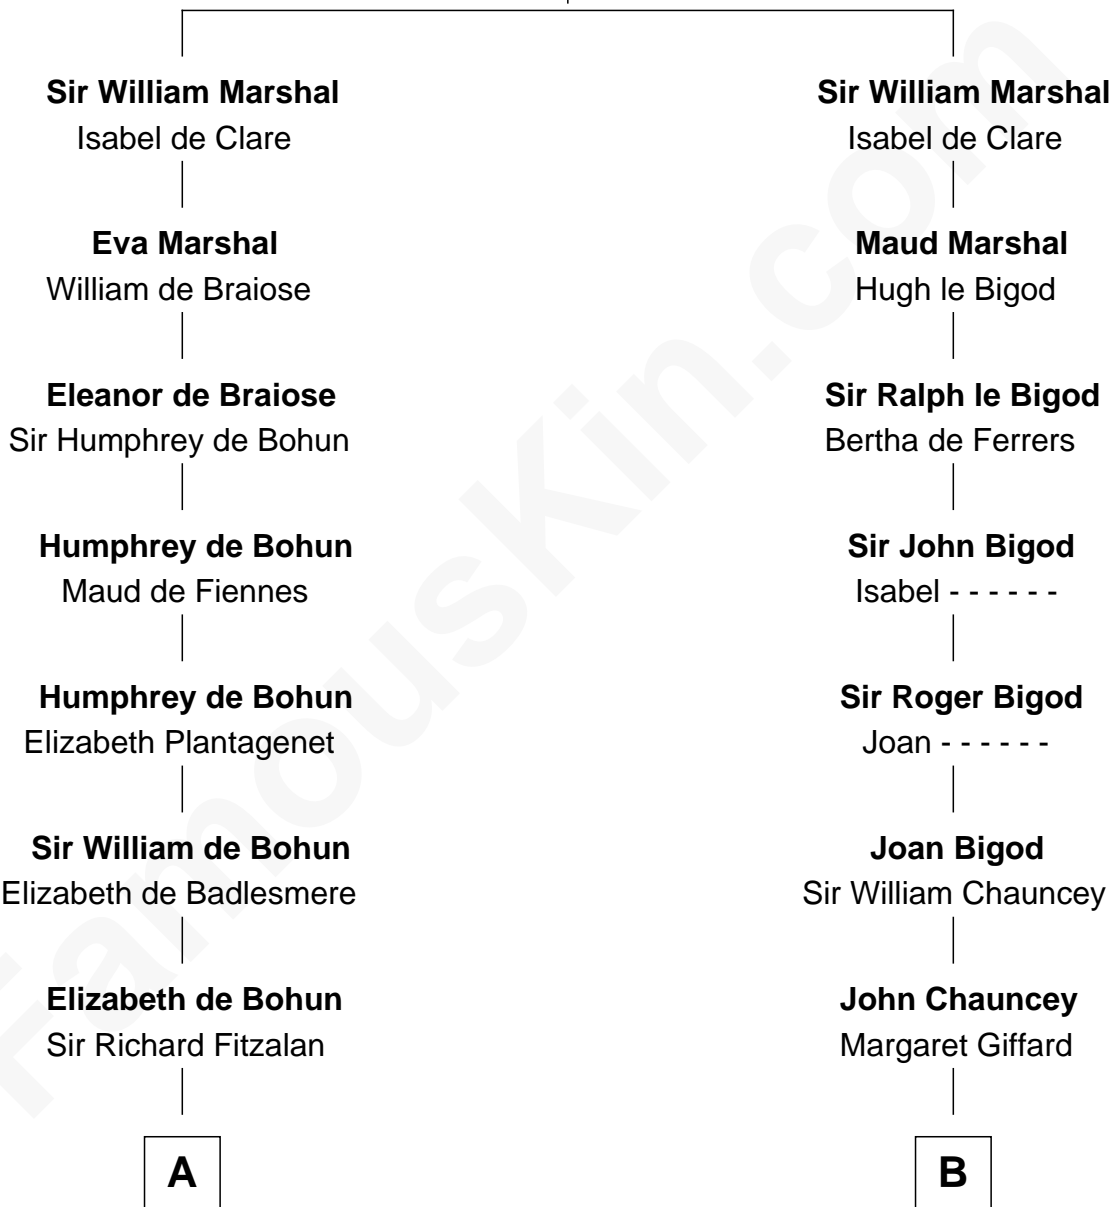 Sir William Marshal
Isabel de Clare
Eva Marshal
William de Braiose
Eleanor de Braiose
Sir Humphrey de Bohun
Humphrey de Bohun
Maud de Fiennes
Humphrey de Bohun
Elizabeth Plantagenet
Sir William de Bohun
Elizabeth de Badlesmere
Elizabeth de Bohun
Sir Richard Fitzalan
A
Sir William Marshal
Isabel de Clare
Maud Marshal
Hugh le Bigod
Sir Ralph le Bigod
Bertha de Ferrers
Sir John Bigod
Isabel - - - - - -
Sir Roger Bigod
Joan - - - - - -
Joan Bigod
Sir William Chauncey
John Chauncey
Margaret Giffard
B
FamousKin.com